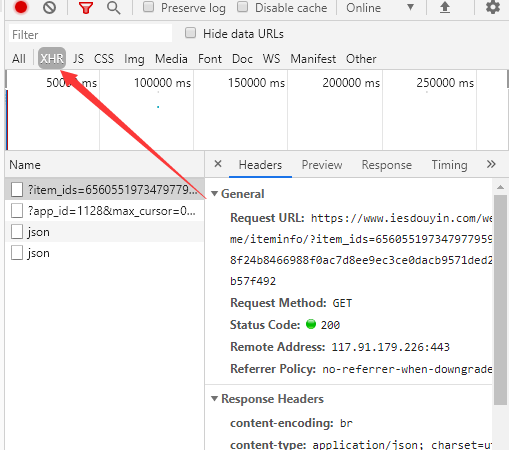 Preserve log Disable cache Online
Filter Hide data URLs
All XHR JS CSS Img Media Font Doc WS Manifest Other
50000 ms 100000 ms 150000 ms 200000 ms 250000 ms
Name
?item_ids=6560551973479779...
?app_id=1128&max_cursor=0...
json
json
× Headers Preview Response Timing »
General
Request URL: https://www.iesdouyin.com/we
me/iteminfo/?item_ids=656055197347977959
8f24b8466988f0ac7d8ee9ec3ce0dacb9571ded2
b57f492
Request Method: GET
Status Code: 200
Remote Address: 117.91.179.226:443
Referrer Policy: no-referrer-when-downgrade
Response Headers
content-encoding: br
content-type: application/json; charset=ut